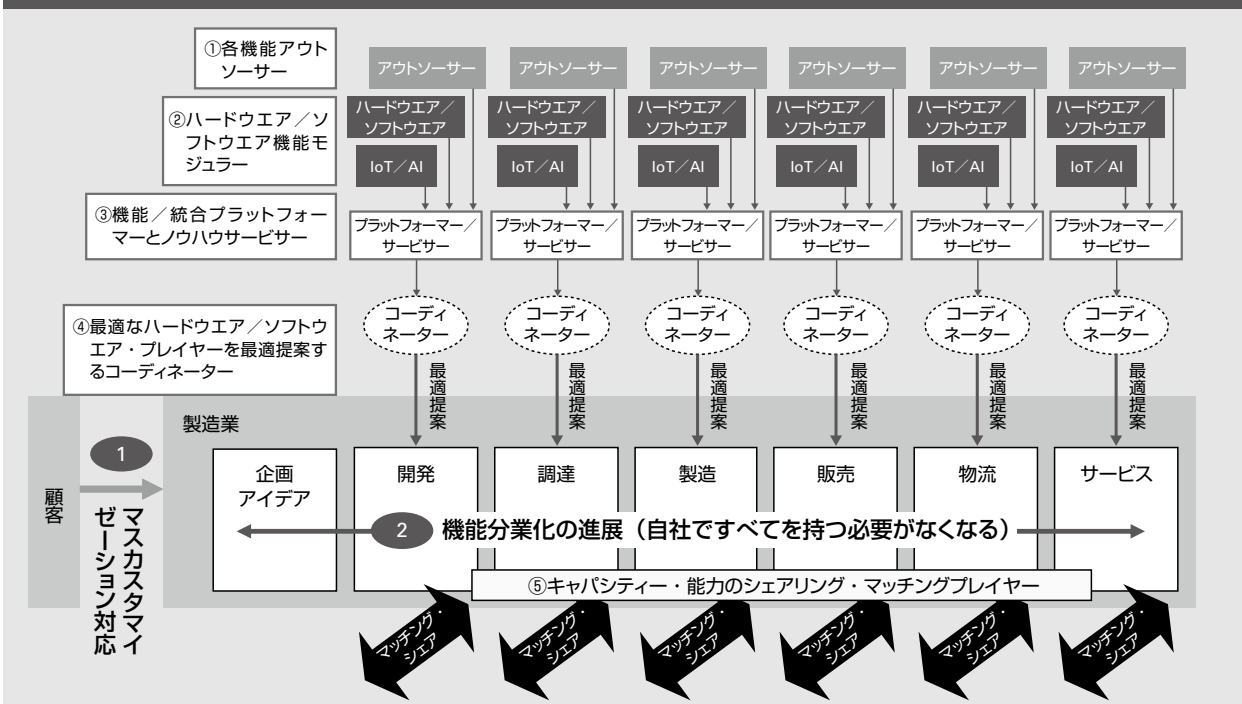 ①各機能アウト
ソーサー
アウトソーサー
アウトソーサー
アウトソーサー
アウトソーサー
アウトソーサー
アウトソーサー
②ハードウエア／ソ
フトウエア機能モ
ジュラー
ハードウエア／
ソフトウエア
ハードウエア／
ソフトウエア
ハードウエア／
ソフトウエア
ハードウエア／
ソフトウエア
ハードウエア／
ソフトウエア
ハードウエア／
ソフトウエア
IoT／AI
IoT／AI
IoT／AI
IoT／AI
IoT／AI
IoT／AI
③機能／統合プラットフォー
マーとノウハウサービサー
プラットフォーマー／
サービサー
プラットフォーマー／
サービサー
プラットフォーマー／
サービサー
プラットフォーマー／
サービサー
プラットフォーマー／
サービサー
プラットフォーマー／
サービサー
④最適なハードウエア／ソフトウ
エア・プレイヤーを最適提案す
るコーディネーター
コーディ
ネーター
コーディ
ネーター
コーディ
ネーター
コーディ
ネーター
コーディ
ネーター
コーディ
ネーター
最適提案
最適提案
最適提案
最適提案
最適提案
最適提案
顧客
1
マスカスタマイ
ゼーション対応
製造業
企画
アイデア
開発
調達
製造
販売
物流
サービス
2 機能分業化の進展（自社ですべてを持つ必要がなくなる）
⑤キャパシティー・能力のシェアリング・マッチングプレイヤー
マッチング・
シェア
マッチング・
シェア
マッチング・
シェア
マッチング・
シェア
マッチング・
シェア
マッチング・
シェア